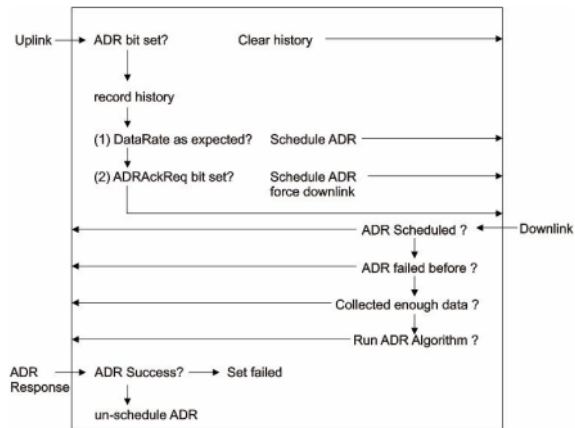 Uplink
ADR bit set?
Clear history
record history
(1) DataRate as expected?
Schedule ADR
(2) ADRAckReq bit set?
Schedule ADR
force downlink
ADR Scheduled ?
Downlink
ADR failed before ?
Collected enough data ?
Run ADR Algorithm ?
ADR
Response
ADR Success?
Set failed
un-schedule ADR